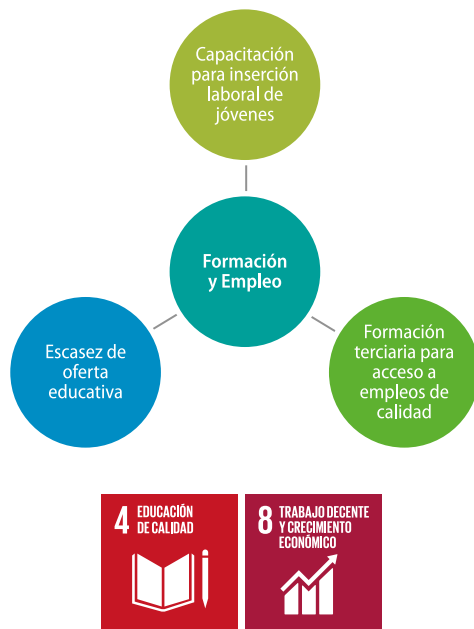 Capacitación
para inserción
laboral de
jóvenes
Formación
y Empleo
Escasez de
oferta
educativa
Formación
terciaria para
acceso a
empleos de
calidad
4 EDUCACIÓN
DE CALIDAD
8 TRABAJO DECENTE
Y CRECIMIENTO
ECONÓMICO